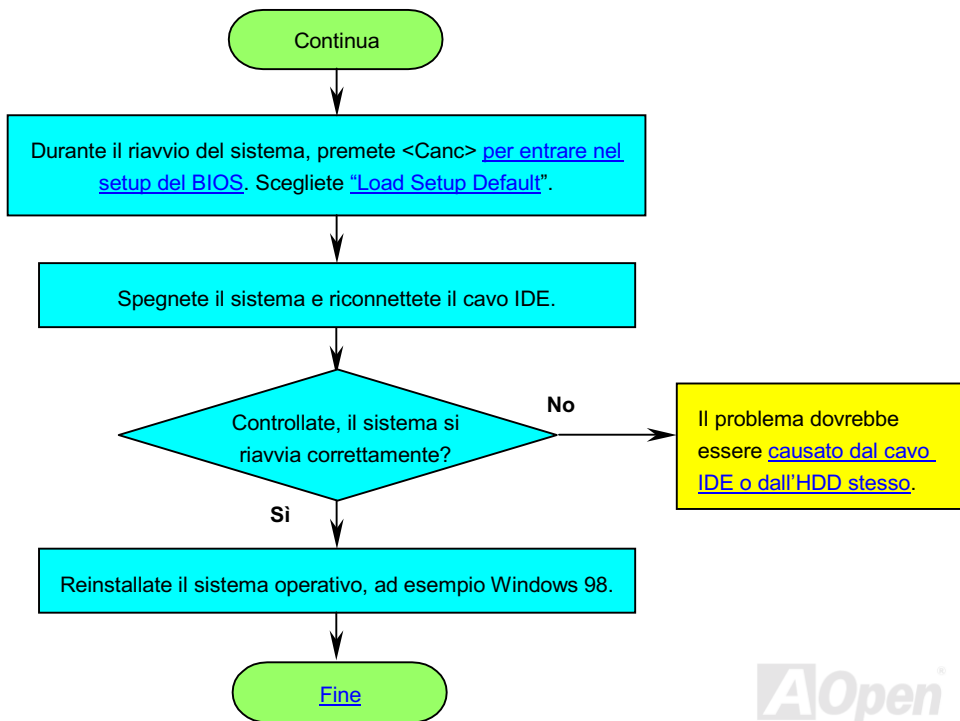 Continua
Durante il riavvio del sistema, premete <Canc> per entrare nel
setup del BIOS. Scegliete “Load Setup Default”.
Spegnete il sistema e riconnettete il cavo IDE.
Controllate, il sistema si
riavvia correttamente?
No
Il problema dovrebbe
essere causato dal cavo
IDE o dall’HDD stesso.
Sì
Reinstallate il sistema operativo, ad esempio Windows 98.
Fine
AOpen®